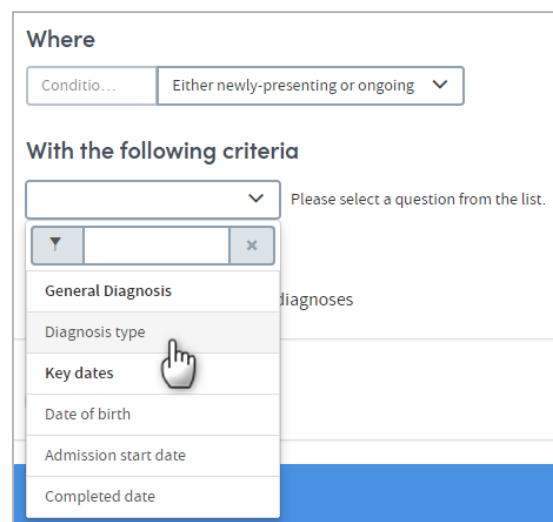 Where
Conditio...
Either newly-presenting or ongoing
With the following criteria
Please select a question from the list.
General Diagnosis
diagnoses
Diagnosis type
Key dates
Date of birth
Admission start date
Completed date